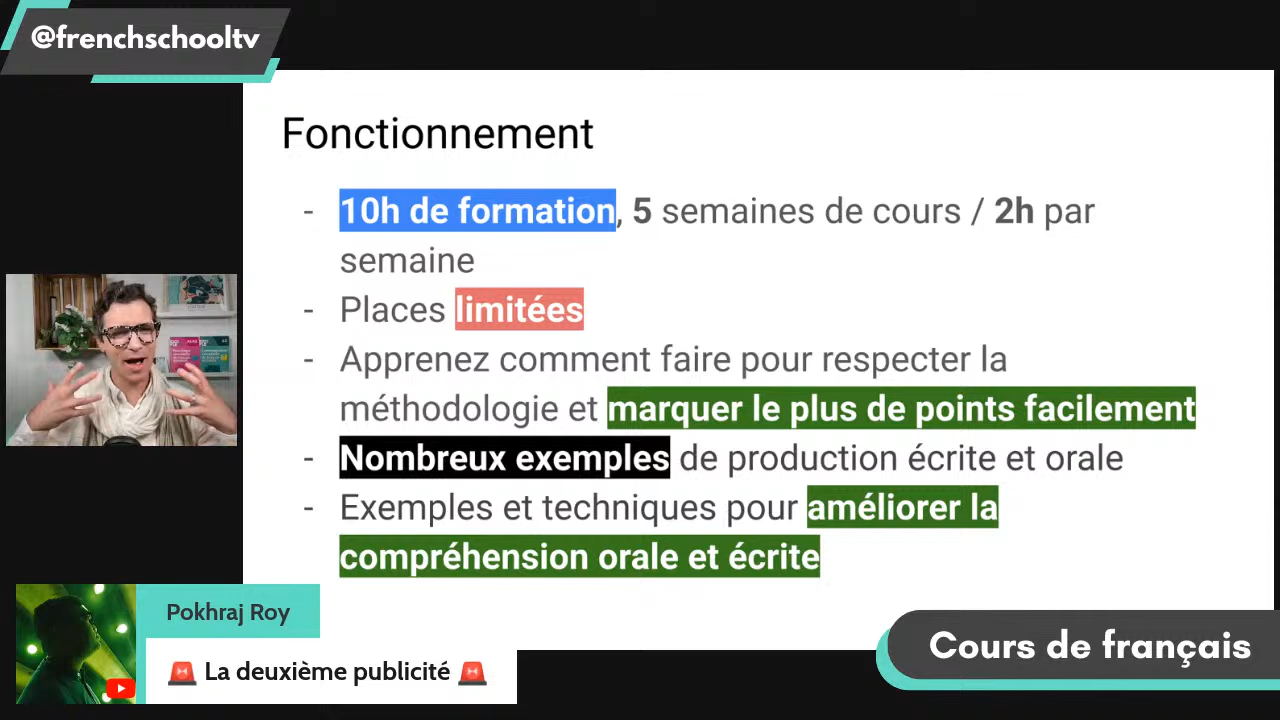 @frenchschooltv
Fonctionnement
- 10h de formation, 5 semaines de cours / 2h par
semaine
- Places limitées
- Apprenez comment faire pour respecter la
méthodologie et marquer le plus de points facilement
- Nombreux exemples de production écrite et orale
- Exemples et techniques pour améliorer la
compréhension orale et écrite
Pokhraj Roy
🚨 La deuxième publicité 🚨
Cours de français